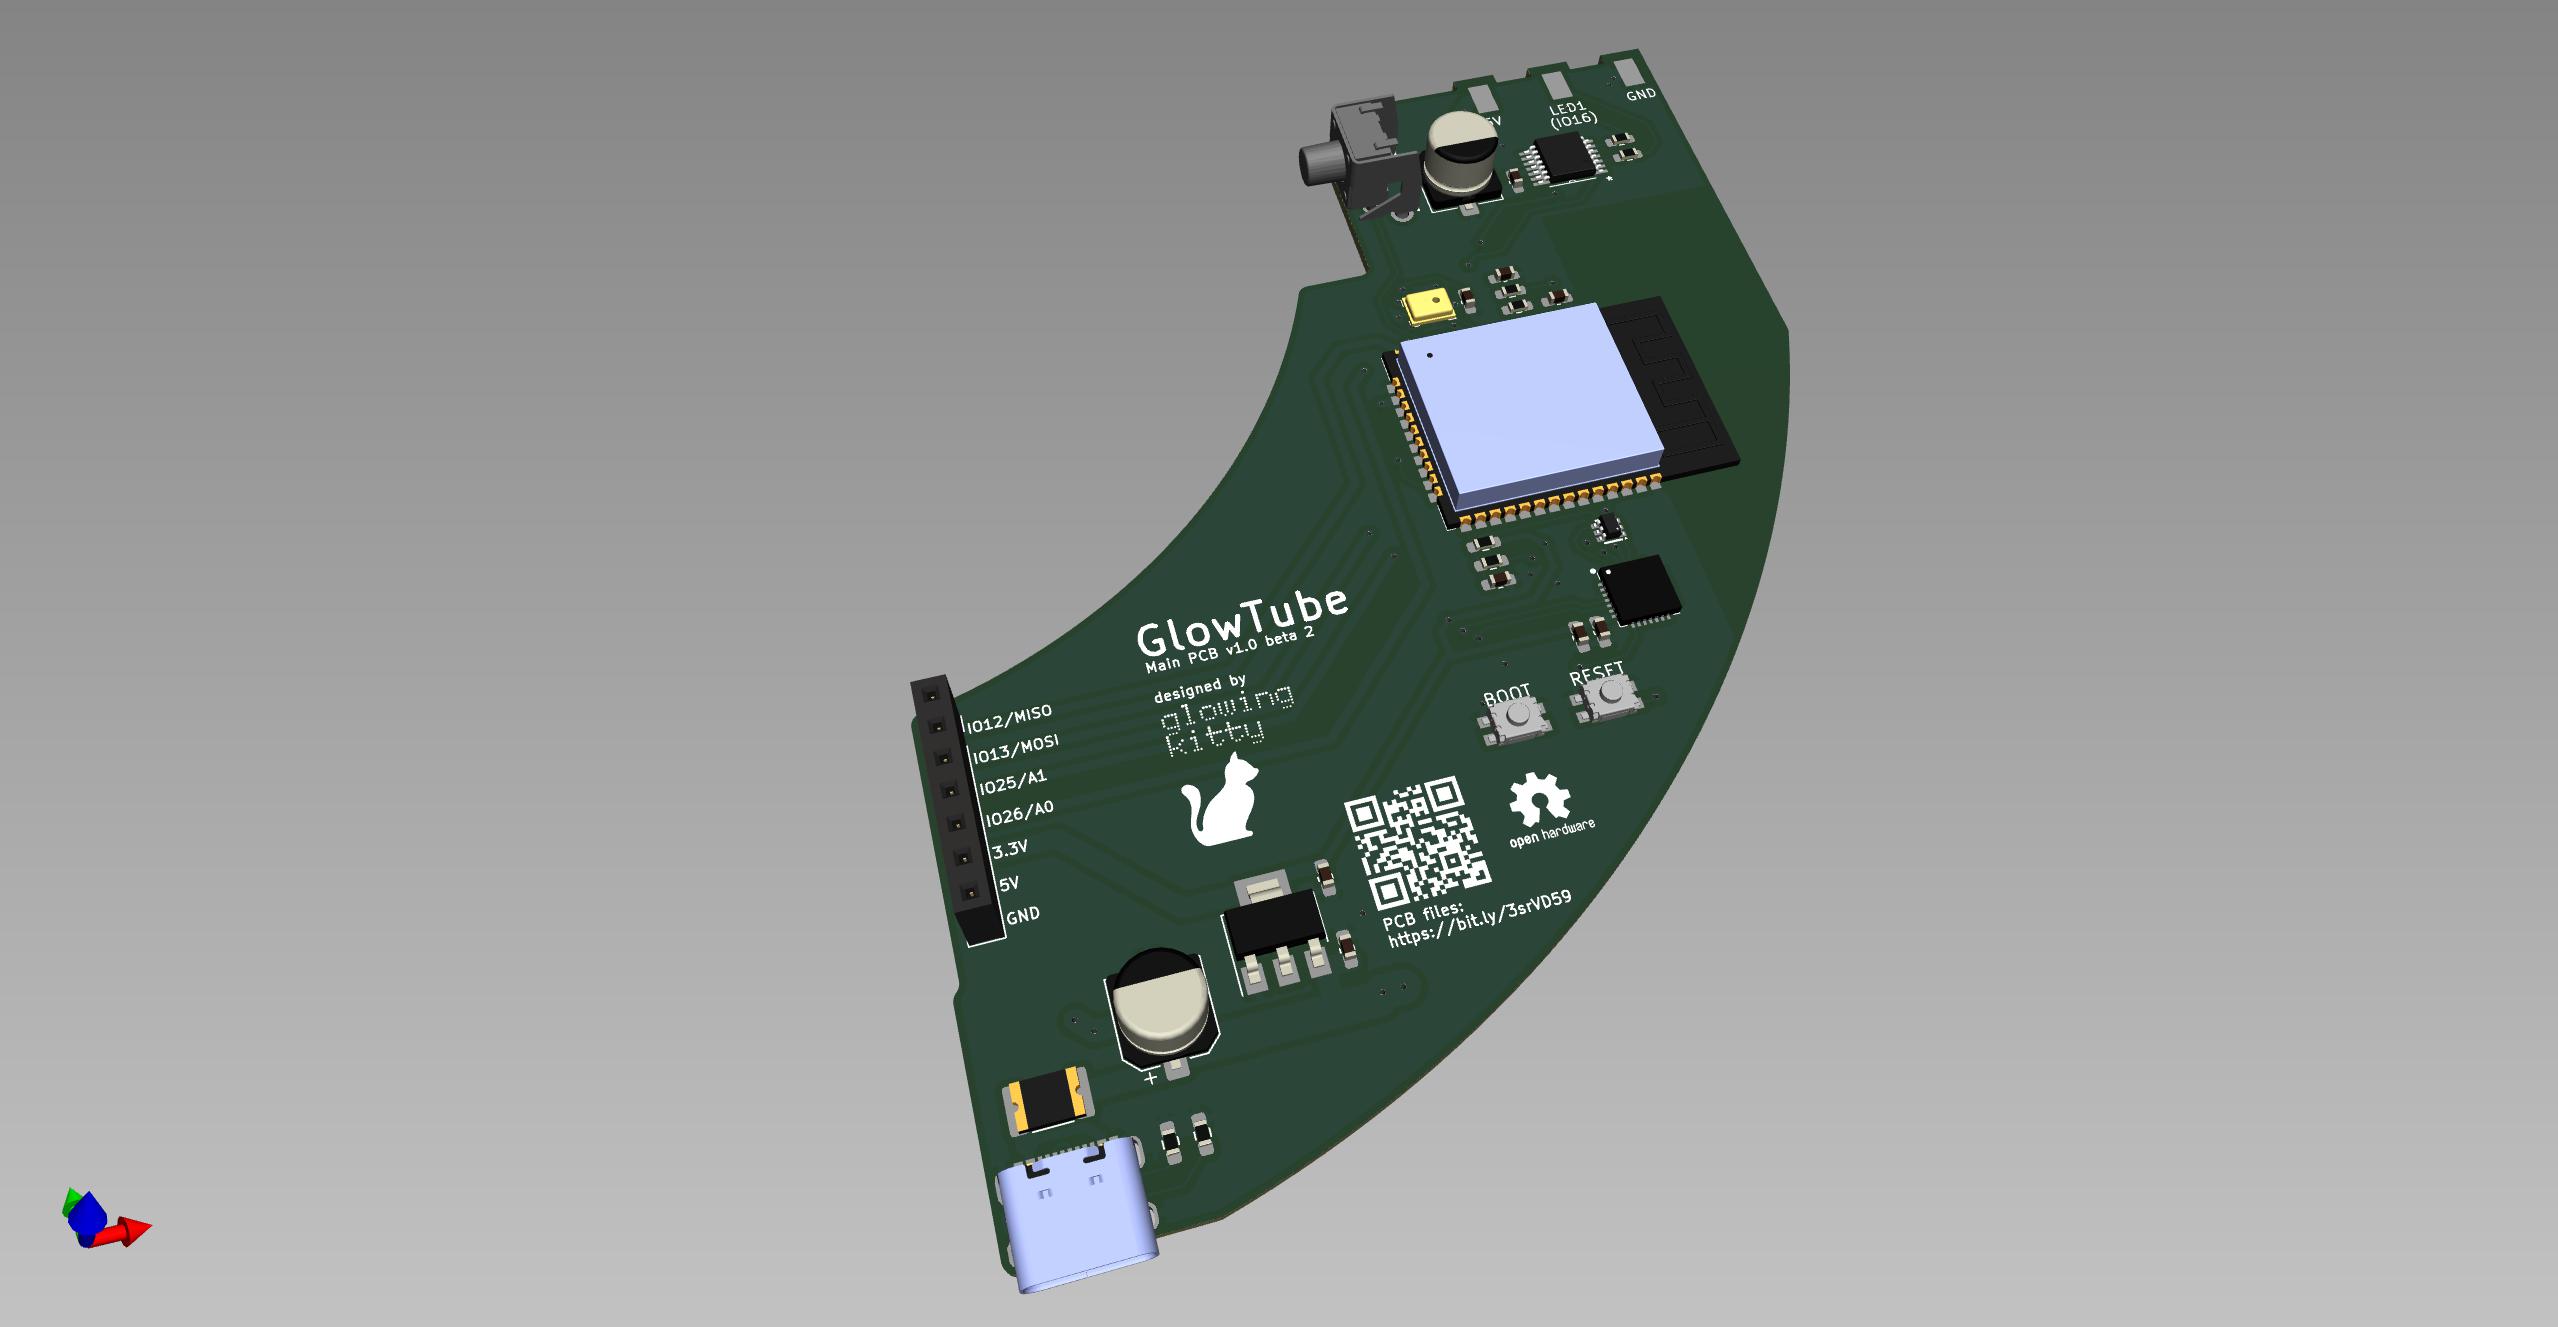 GND
LED1
(IO16)
5V
GlowTube
Main PCB v1.0 beta 2
designed by
glowing
kitty
RESET
BOOT
IO12/MISO
IO13/MOSI
IO25/A1
IO26/A0
3.3V
5V
GND
open hardware
PCB files:
https://bit.ly/3srVD59
+